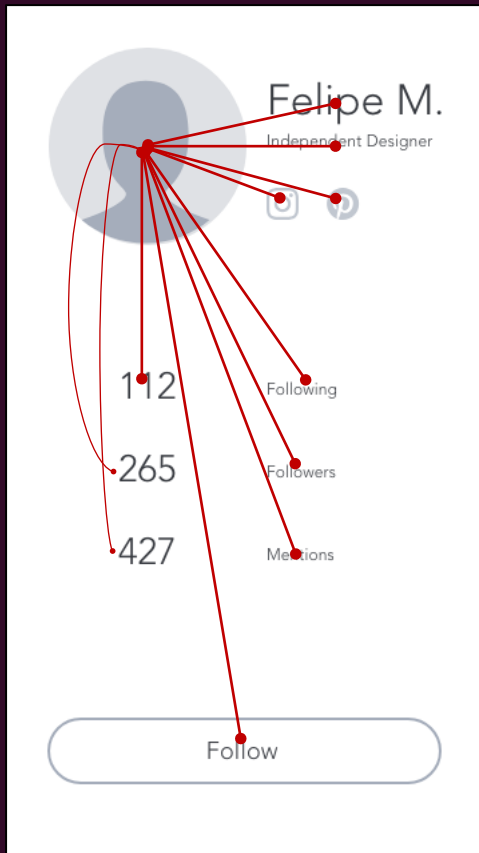 Felipe M.
Independent Designer
112 Following
265 Followers
427 Mentions
Follow